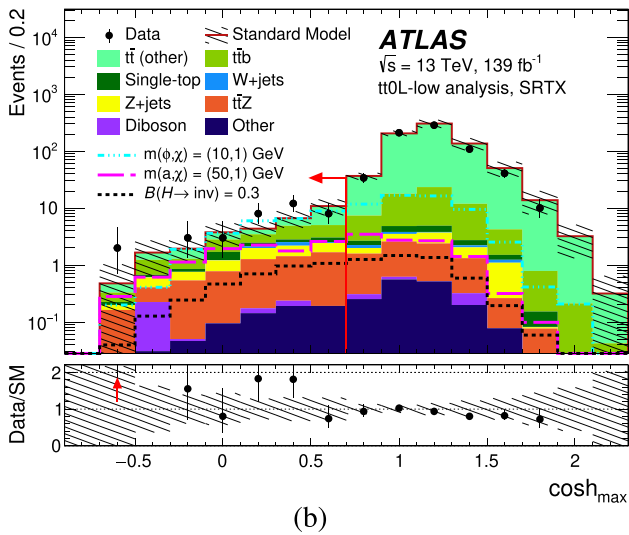 Events / 0.2
10⁴
10³
10²
10
1
10⁻¹
Data
Standard Model
tt̄ (other)
tt̄b
Single-top
W+jets
Z+jets
tt̄Z
Diboson
Other
m(ϕ,χ) = (10,1) GeV
m(a,χ) = (50,1) GeV
B(H→ inv) = 0.3
ATLAS
√s = 13 TeV, 139 fb⁻¹
tt0L-low analysis, SRTX
Data/SM
2
1
0
−0.5 0 0.5 1 1.5 2
cosh_max
(b)